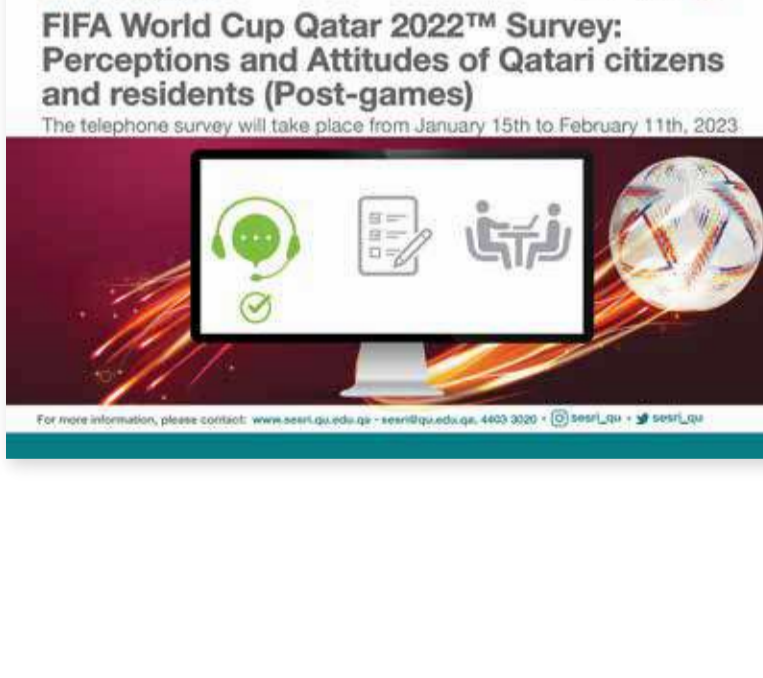 FIFA World Cup Qatar 2022™ Survey:
Perceptions and Attitudes of Qatari citizens
and residents (Post-games)
The telephone survey will take place from January 15th to February 11th, 2023
For more information, please contact: www.sesri.qu.edu.qa - sesri@qu.edu.qa, 4403 3020 - sesri_qu - sesri_qu